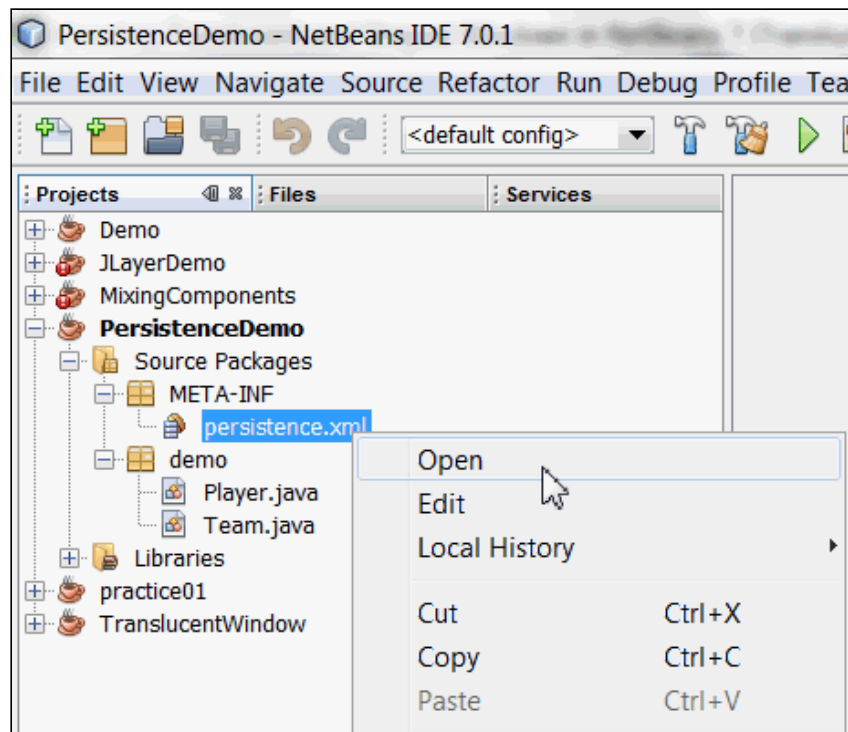 PersistenceDemo - NetBeans IDE 7.0.1
File Edit View Navigate Source Refactor Run Debug Profile Tea
<default config>
Projects Files Services
Demo
JLayerDemo
MixingComponents
PersistenceDemo
Source Packages
META-INF
persistence.xml
demo
Player.java
Team.java
Libraries
practice01
TranslucentWindow
Open
Edit
Local History
Cut Ctrl+X
Copy Ctrl+C
Paste Ctrl+V